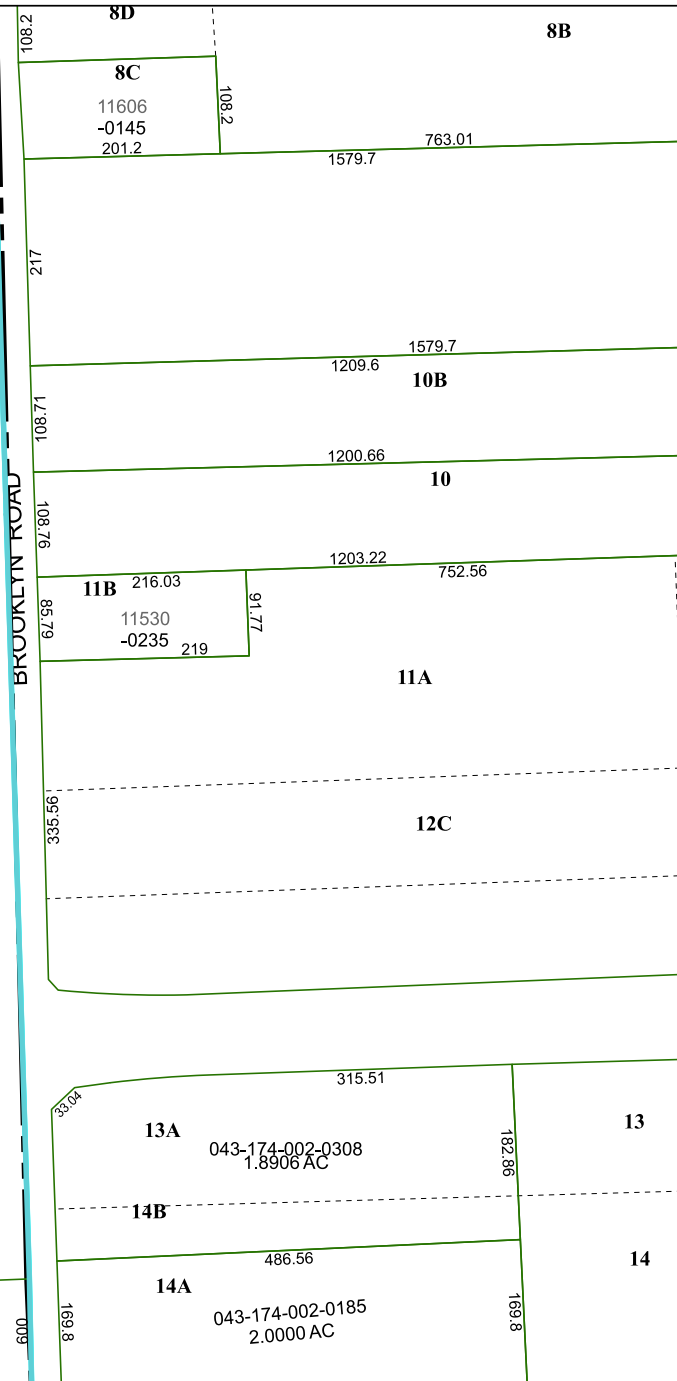 8D
108.2
8B
8C
11606
-0145
201.2
108.2
763.01
1579.7
217
1579.7
1209.6
10B
108.71
1200.66
10
108.76
BROOKLYN ROAD
1203.22
752.56
11B
216.03
85.79
11530
-0235
219
91.77
11A
335.56
12C
315.51
33.04
13A
043-174-002-0308
1.8906 AC
182.86
13
14B
486.56
14
14A
043-174-002-0185
2.0000 AC
169.8
169.8
600